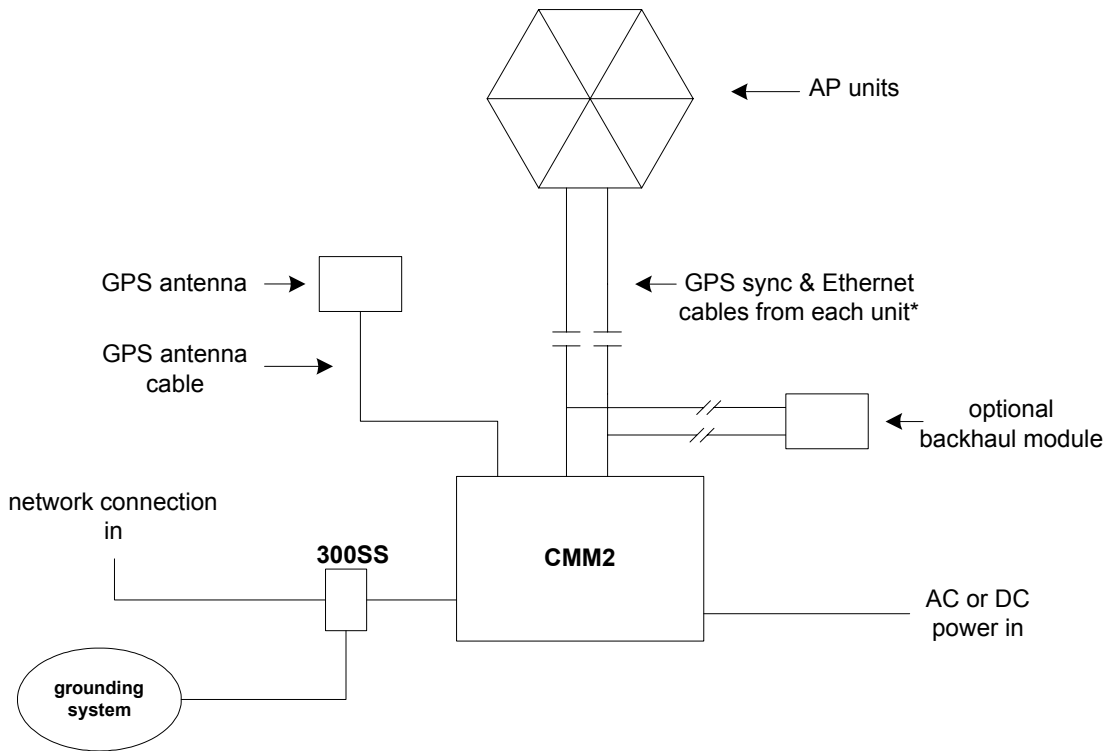 AP units
GPS antenna
GPS sync & Ethernet
cables from each unit*
GPS antenna
cable
optional
backhaul module
network connection
in
300SS
CMM2
AC or DC
power in
grounding
system